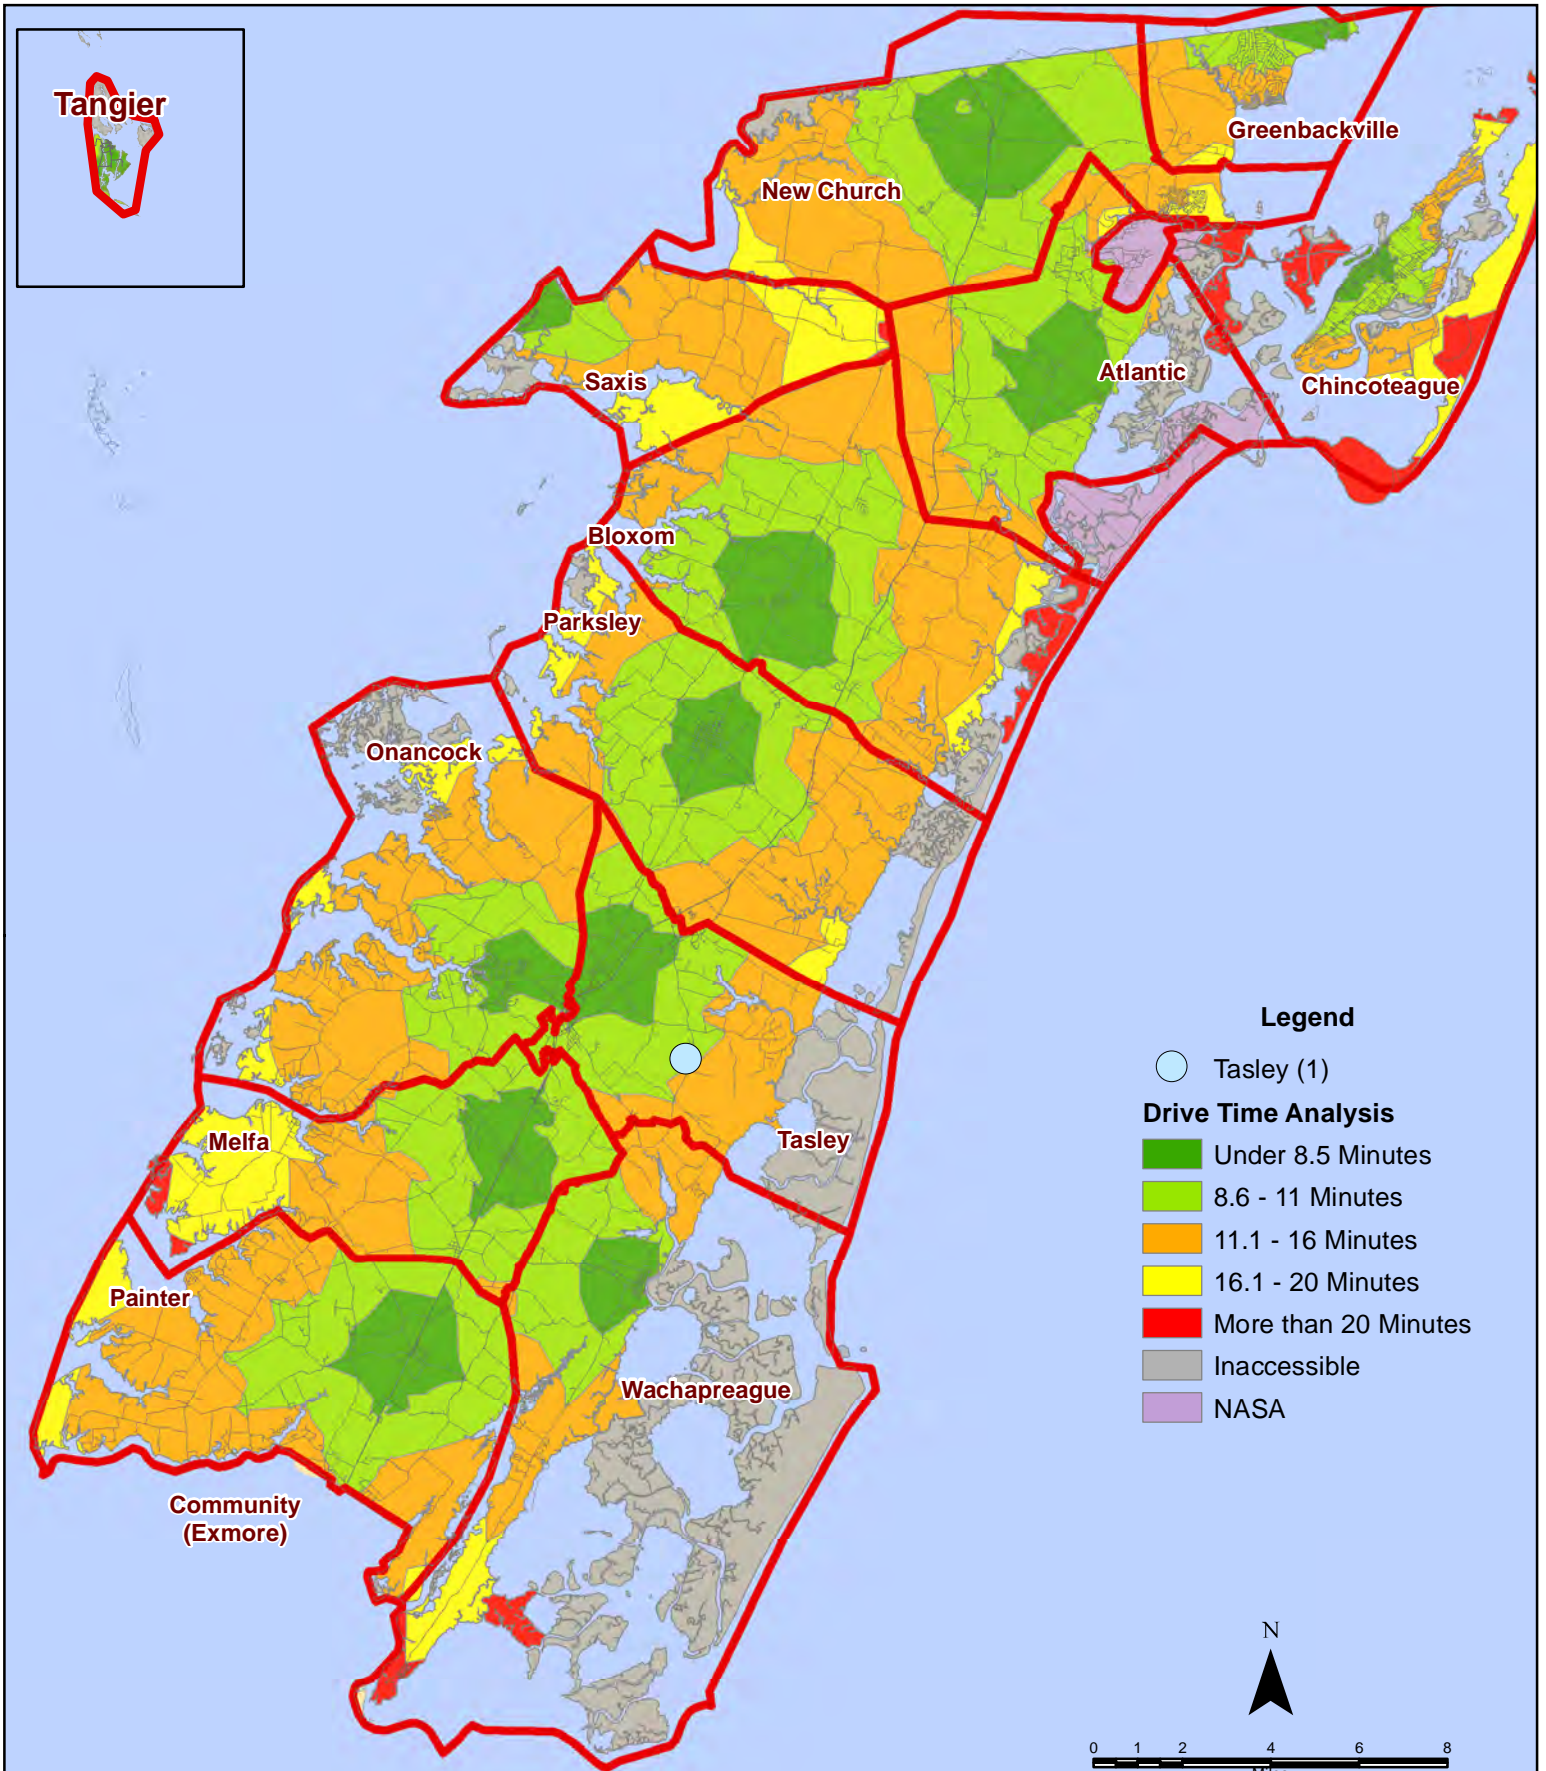 Tangier
Greenbackville
New Church
Saxis
Atlantic
Chincoteague
Bloxom
Parksley
Onancock
Melfa
Tasley
Painter
Wachapreague
Community
(Exmore)
Legend
Tasley (1)
Drive Time Analysis
Under 8.5 Minutes
8.6 - 11 Minutes
11.1 - 16 Minutes
16.1 - 20 Minutes
More than 20 Minutes
Inaccessible
NASA
N
0 1 2 4 6 8